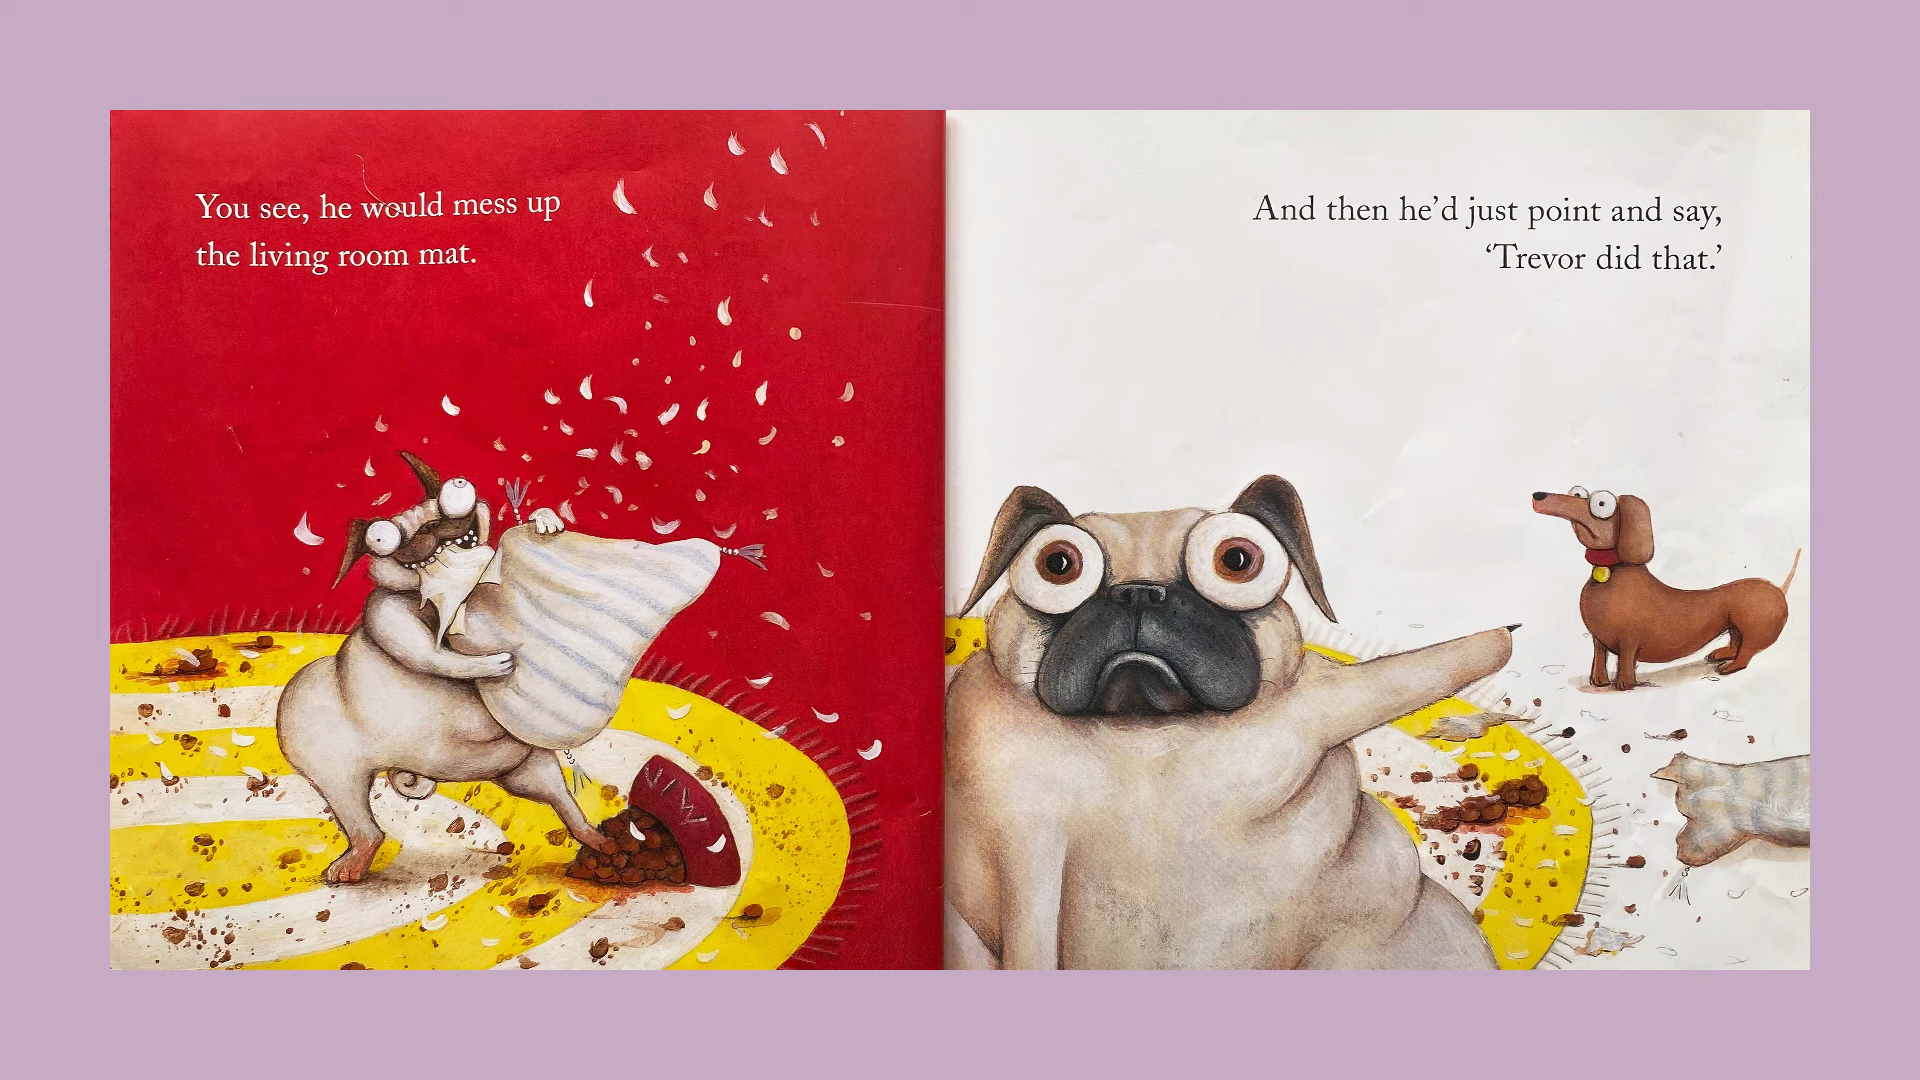 You see, he would mess up
the living room mat.
And then he’d just point and say,
‘Trevor did that.’